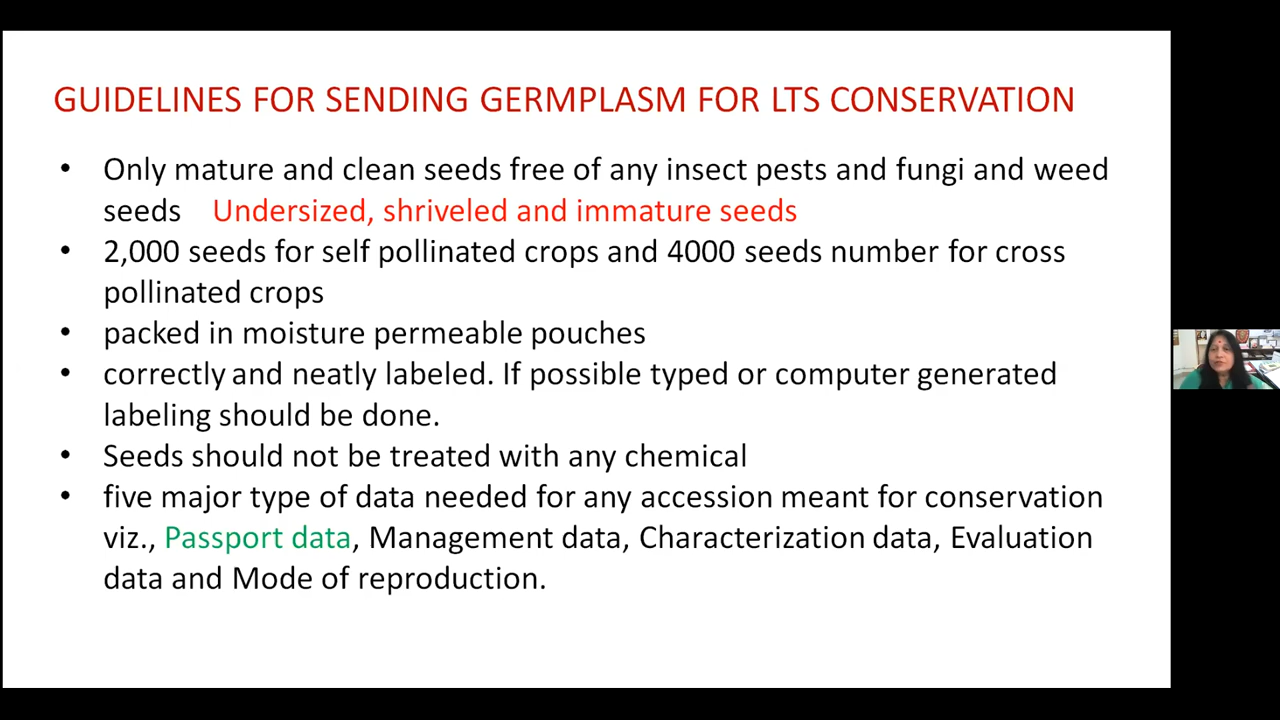 GUIDELINES FOR SENDING GERMPLASM FOR LTS CONSERVATION
• Only mature and clean seeds free of any insect pests and fungi and weed
seeds Undersized, shriveled and immature seeds
• 2,000 seeds for self pollinated crops and 4000 seeds number for cross
pollinated crops
• packed in moisture permeable pouches
• correctly and neatly labeled. If possible typed or computer generated
labeling should be done.
• Seeds should not be treated with any chemical
• five major type of data needed for any accession meant for conservation
viz., Passport data, Management data, Characterization data, Evaluation
data and Mode of reproduction.